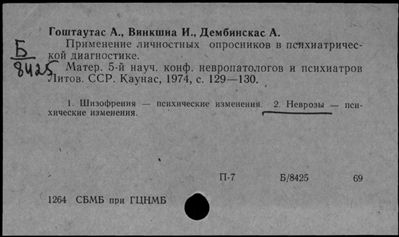 Гоштаутас А., Винкшна И., Дембинскас А.
Применение личностных опросников в психиатричес-
кой диагностике.
Б
8425
Матер. 5-й науч. конф. невропатологов и психиатров
Литов. ССР. Каунас, 1974, с. 129—130.
1. Шизофрения — психические изменения. 2. Неврозы — пси-
хические изменения.
П-7 Б/8425 69
1264 СБМБ при ГЦНМБ